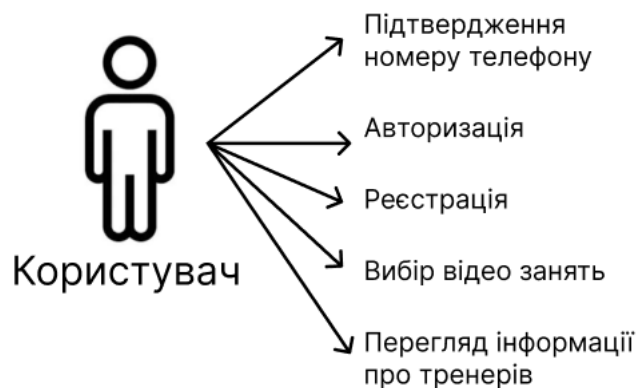 Підтвердження
номеру телефону
Авторизація
Реєстрація
Користувач
Вибір відео занять
Перегляд інформації
про тренерів